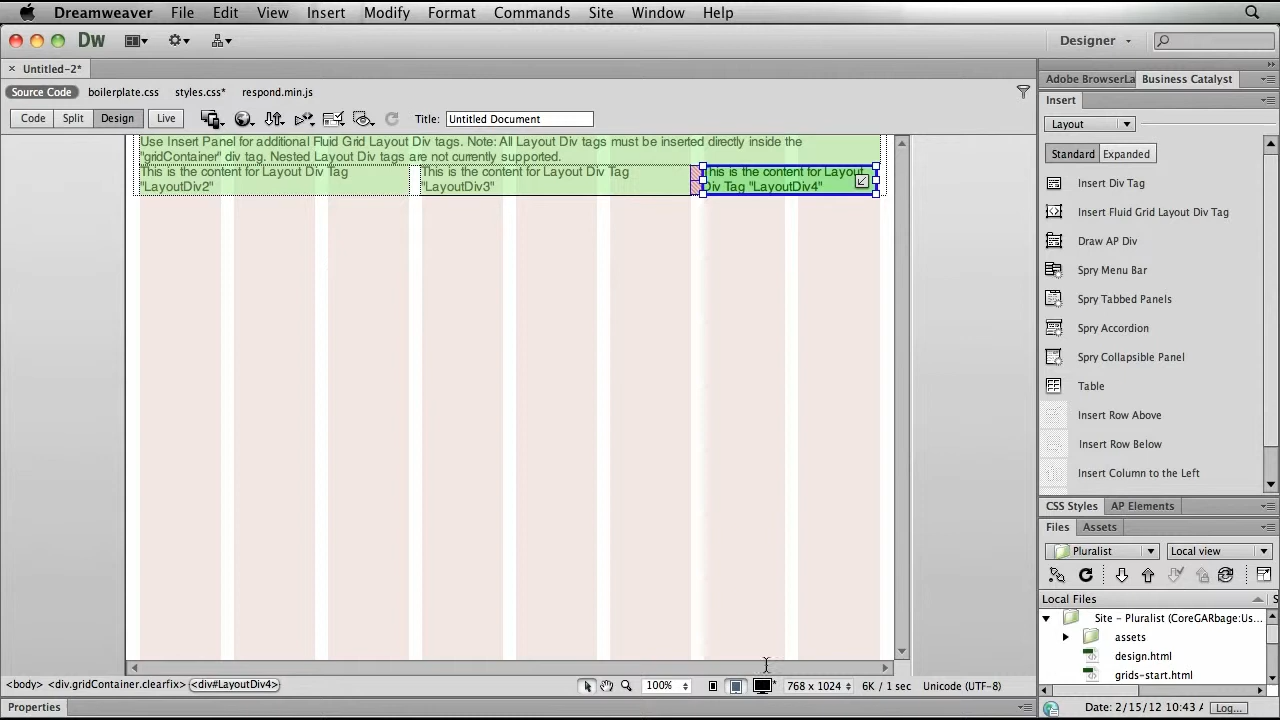 Dreamweaver File Edit View Insert Modify Format Commands Site Window Help
Dw Designer
× Untitled-2*
Source Code boilerplate.css styles.css* respond.min.js
Code Split Design Live Title: Untitled Document
Use Insert Panel for additional Fluid Grid Layout Div tags. Note: All Layout Div tags must be inserted directly inside the
"gridContainer" div tag. Nested Layout Div tags are not currently supported.
This is the content for Layout Div Tag
"LayoutDiv2"
This is the content for Layout Div Tag
"LayoutDiv3"
This is the content for Layout
Div Tag "LayoutDiv4"
<body> <div.gridContainer.clearfix> <div#LayoutDiv4>
100% 768 x 1024 6K / 1 sec Unicode (UTF-8)
Properties
Adobe BrowserLa Business Catalyst
Insert
Layout
Standard Expanded
Insert Div Tag
Insert Fluid Grid Layout Div Tag
Draw AP Div
Spry Menu Bar
Spry Tabbed Panels
Spry Accordion
Spry Collapsible Panel
Table
Insert Row Above
Insert Row Below
Insert Column to the Left
CSS Styles AP Elements
Files Assets
Pluralist Local view
Local Files S
Site – Pluralist (CoreGARbage:Us...
assets
design.html
grids-start.html
Date: 2/15/12 10:43 A Log...